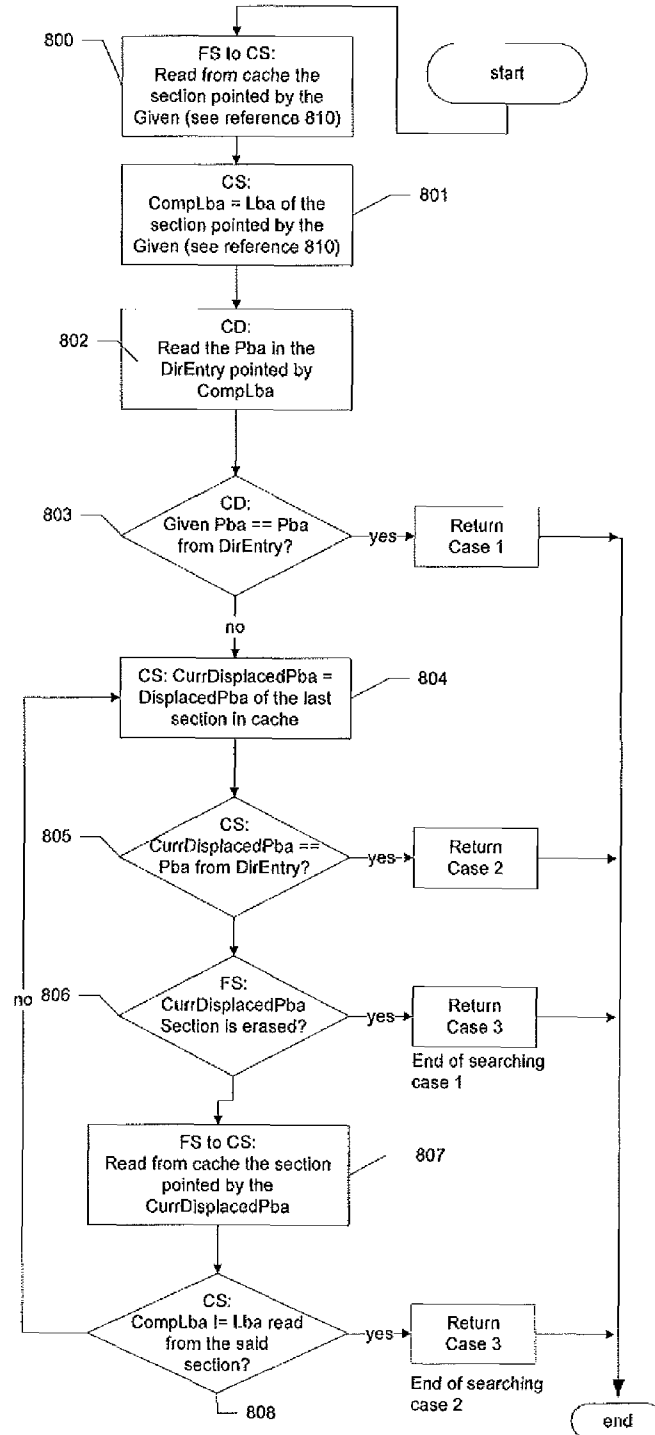 800
FS to CS:
Read from cache the
section pointed by the
Given (see reference 810)
start
CS:
CompLba = Lba of the
section pointed by the
Given (see reference 810)
801
802
CD:
Read the Pba in the
DirEntry pointed by
CompLba
803
CD:
Given Pba == Pba
from DirEntry?
yes
Return
Case 1
no
CS: CurrDisplacedPba =
DisplacedPba of the last
section in cache
804
805
CS:
CurrDisplacedPba ==
Pba from DirEntry?
yes
Return
Case 2
no
806
FS:
CurrDisplacedPba
Section is erased?
yes
Return
Case 3
End of searching
case 1
FS to CS:
Read from cache the section
pointed by the
CurrDisplacedPba
807
CS:
CompLba != Lba read
from the said
section?
yes
Return
Case 3
End of searching
case 2
808
end